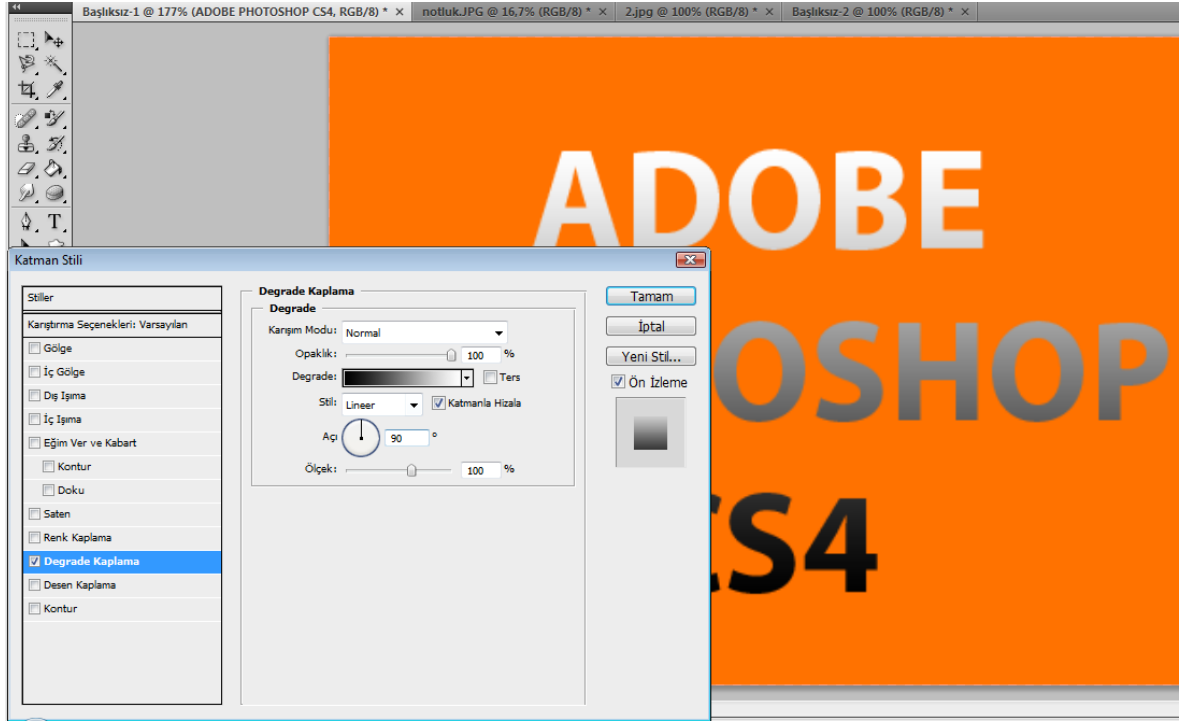 Başlıksız-1 @ 177% (ADOBE PHOTOSHOP CS4, RGB/8) * × notluk.JPG @ 16,7% (RGB/8) * × 2.jpg @ 100% (RGB/8) * × Başlıksız-2 @ 100% (RGB/8) * ×
T
ADOBE
OSHOP
CS4
Katman Stili
Stiller
Karıştırma Seçenekleri: Varsayılan
Gölge
İç Gölge
Dış Işıma
İç Işıma
Eğim Ver ve Kabart
Kontur
Doku
Saten
Renk Kaplama
Degrade Kaplama
Desen Kaplama
Kontur
Degrade Kaplama
Degrade
Karışım Modu: Normal
Opaklık: 100 %
Degrade: Ters
Stil: Lineer Katmanla Hizala
Açı 90 °
Ölçek: 100 %
Tamam
İptal
Yeni Stil...
Ön İzleme